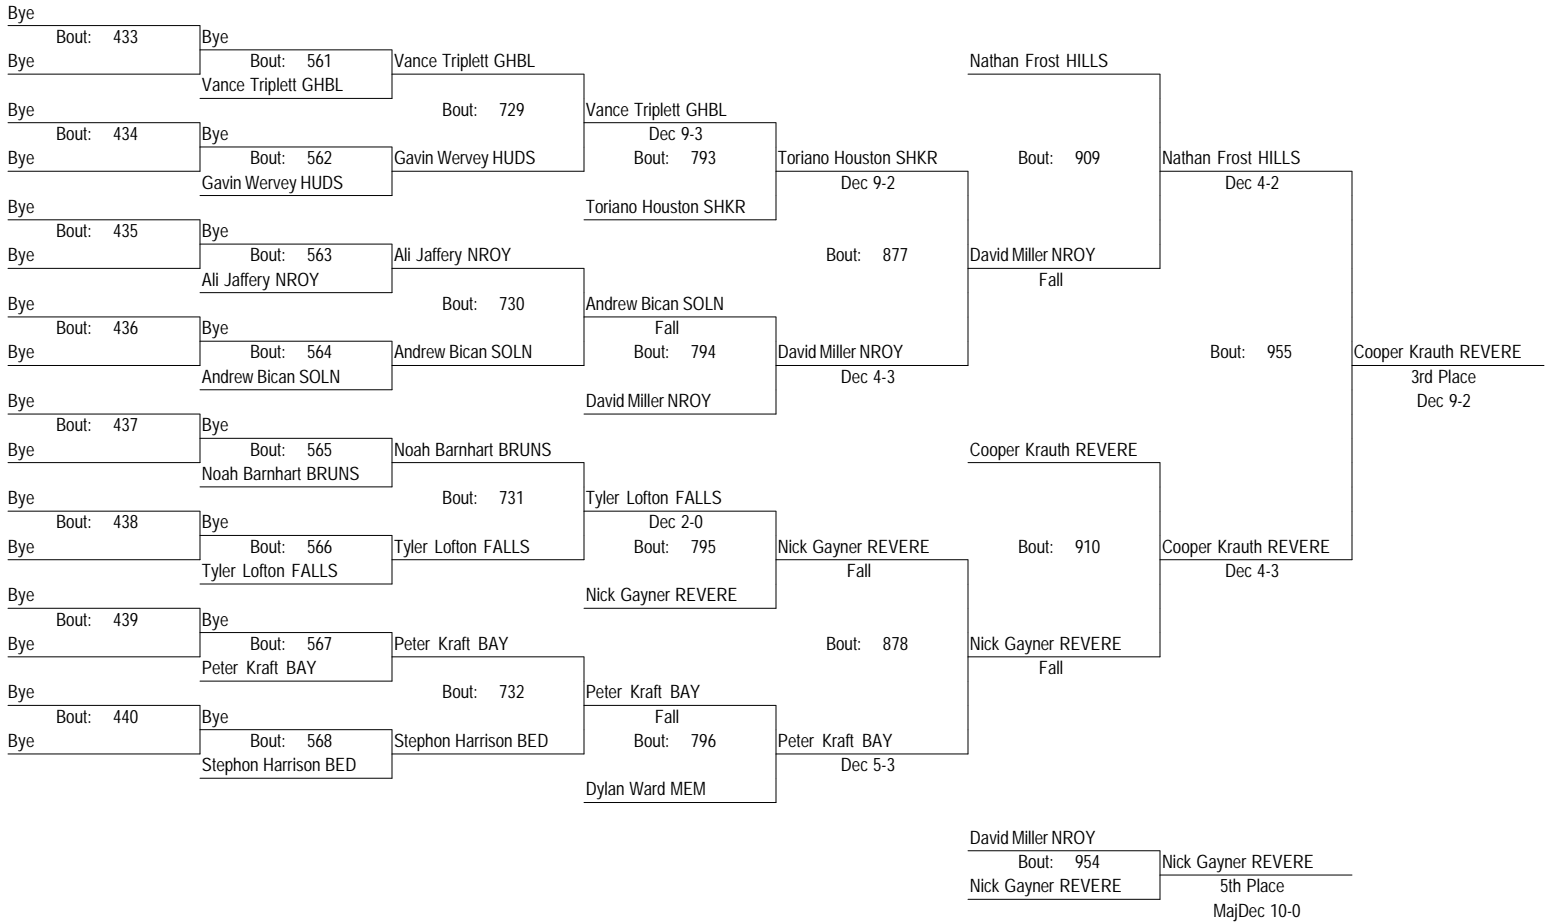 Bye
Bout: 433
Bye
Bye
Bout: 561
Vance Triplett GHBL
Vance Triplett GHBL
Bye
Bout: 434
Bye
Bye
Bout: 562
Gavin Wervey HUDS
Gavin Wervey HUDS
Bout: 729
Vance Triplett GHBL
Dec 9-3
Bout: 793
Toriano Houston SHKR
Toriano Houston SHKR
Dec 9-2
Bye
Bout: 435
Bye
Bye
Bout: 563
Ali Jaffery NROY
Ali Jaffery NROY
Bye
Bout: 436
Bye
Bye
Bout: 564
Andrew Bican SOLN
Andrew Bican SOLN
Bout: 730
Andrew Bican SOLN
Fall
Bout: 794
David Miller NROY
David Miller NROY
Dec 4-3
Bout: 877
David Miller NROY
Fall
Nathan Frost HILLS
Bout: 909
Nathan Frost HILLS
Dec 4-2
Bye
Bout: 437
Bye
Bye
Bout: 565
Noah Barnhart BRUNS
Noah Barnhart BRUNS
Bye
Bout: 438
Bye
Bye
Bout: 566
Tyler Lofton FALLS
Tyler Lofton FALLS
Bout: 731
Tyler Lofton FALLS
Dec 2-0
Bout: 795
Nick Gayner REVERE
Nick Gayner REVERE
Fall
Bye
Bout: 439
Bye
Bye
Bout: 567
Peter Kraft BAY
Peter Kraft BAY
Bye
Bout: 440
Bye
Bye
Bout: 568
Stephon Harrison BED
Stephon Harrison BED
Bout: 732
Peter Kraft BAY
Fall
Bout: 796
Dylan Ward MEM
Peter Kraft BAY
Dec 5-3
Bout: 878
Nick Gayner REVERE
Fall
Cooper Krauth REVERE
Bout: 910
Cooper Krauth REVERE
Dec 4-3
Bout: 955
Cooper Krauth REVERE
3rd Place
Dec 9-2
David Miller NROY
Bout: 954
Nick Gayner REVERE
Nick Gayner REVERE
5th Place
MajDec 10-0